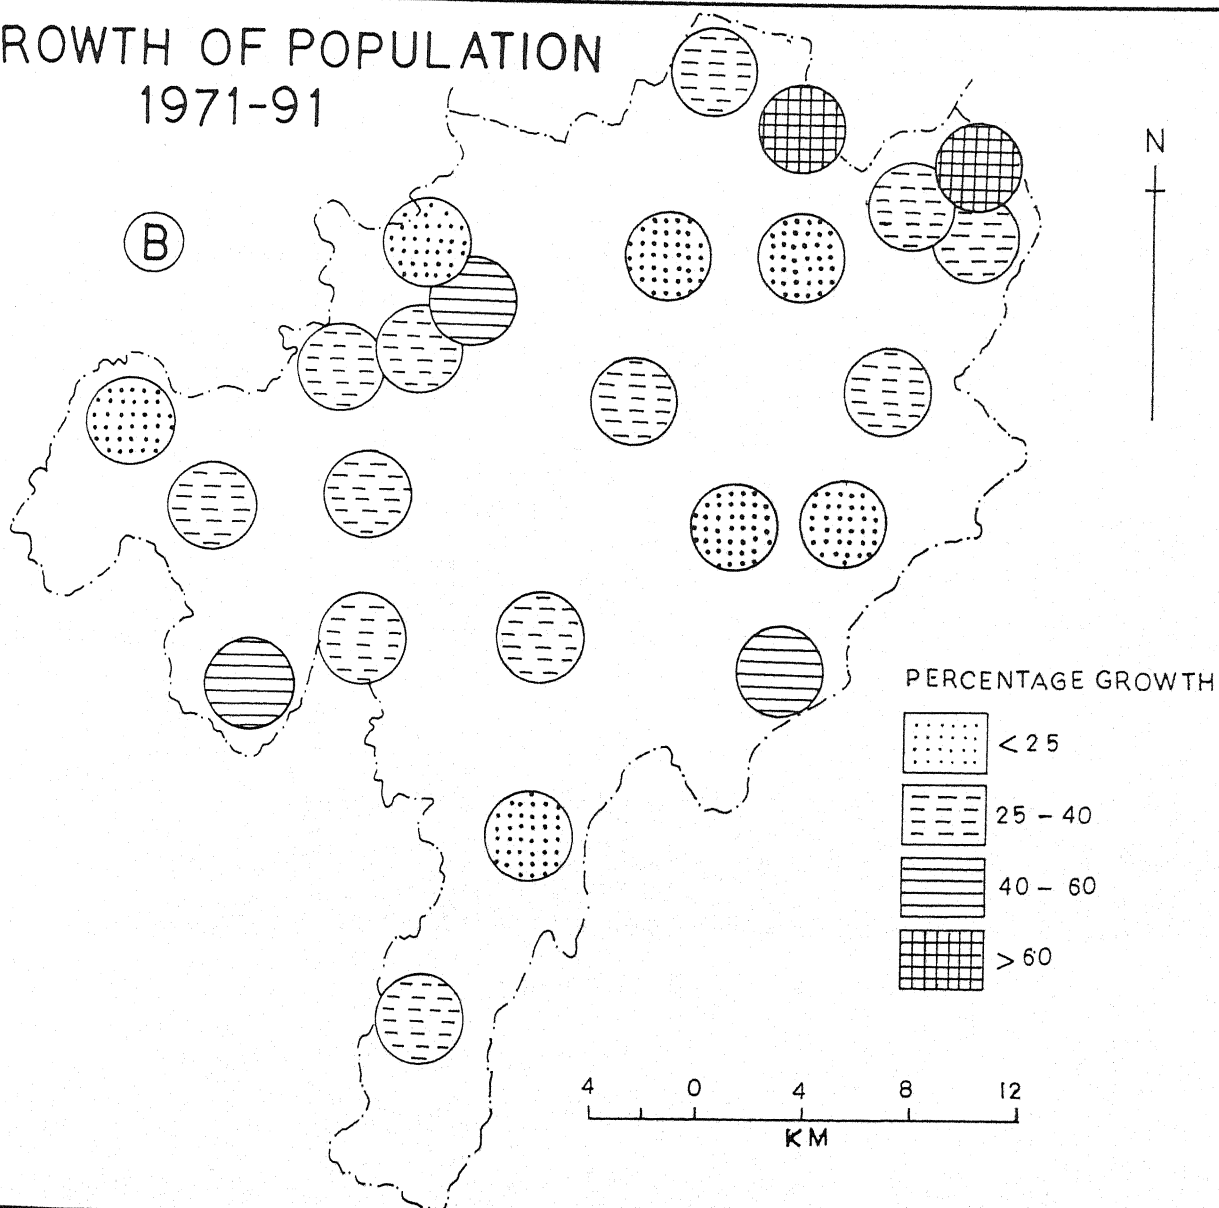 ROWTH OF POPULATION
1971-91
N
B
PERCENTAGE GROWTH
<25
25 - 40
40 - 60
>60
4 0 4 8 12
KM